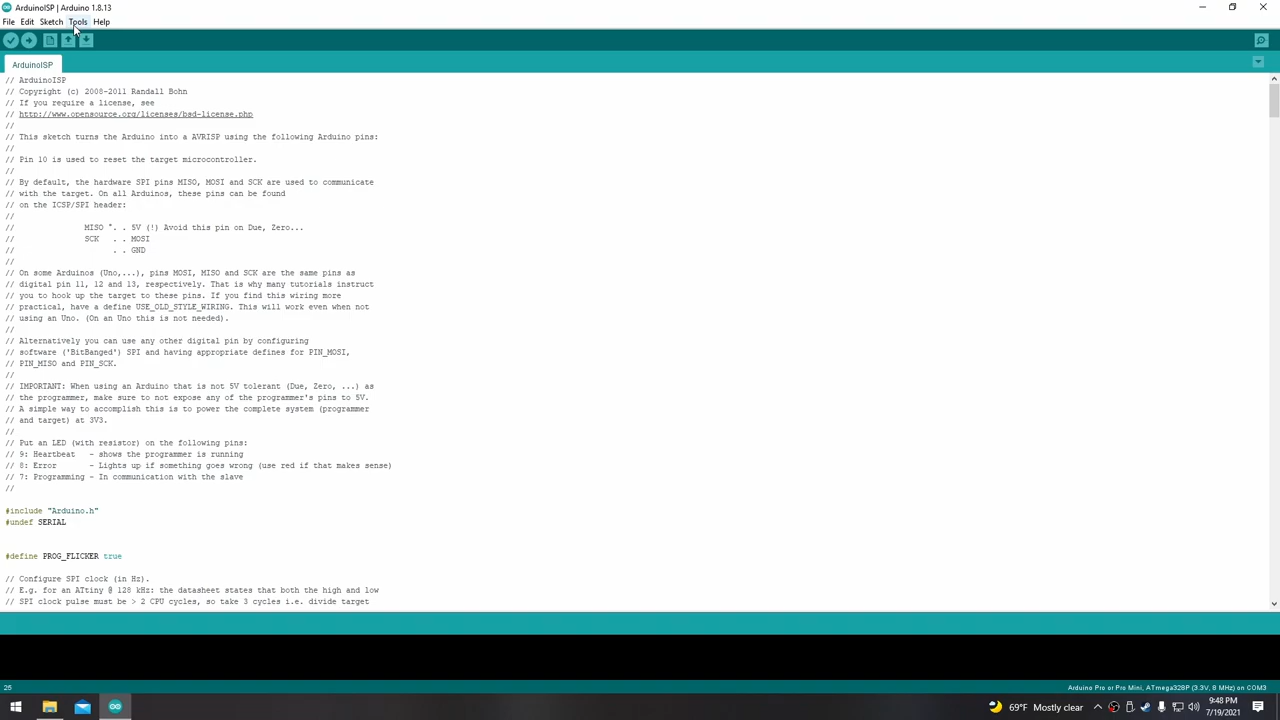 ArduinoISP | Arduino 1.8.13
File Edit Sketch Tools Help
ArduinoISP
// ArduinoISP
// Copyright (c) 2008-2011 Randall Bohn
// If you require a license, see
// http://www.opensource.org/licenses/bsd-license.php
//
// This sketch turns the Arduino into a AVRISP using the following Arduino pins:
//
// Pin 10 is used to reset the target microcontroller.
//
// By default, the hardware SPI pins MISO, MOSI and SCK are used to communicate
// with the target. On all Arduinos, these pins can be found
// on the ICSP/SPI header:
//
// MISO °. . 5V (!) Avoid this pin on Due, Zero...
// SCK . . MOSI
// . . GND
//
// On some Arduinos (Uno,...), pins MOSI, MISO and SCK are the same pins as
// digital pin 11, 12 and 13, respectively. That is why many tutorials instruct
// you to hook up the target to these pins. If you find this wiring more
// practical, have a define USE_OLD_STYLE_WIRING. This will work even when not
// using an Uno. (On an Uno this is not needed).
//
// Alternatively you can use any other digital pin by configuring
// software ('BitBanged') SPI and having appropriate defines for PIN_MOSI,
// PIN_MISO and PIN_SCK.
//
// IMPORTANT: When using an Arduino that is not 5V tolerant (Due, Zero, ...) as
// the programmer, make sure to not expose any of the programmer's pins to 5V.
// A simple way to accomplish this is to power the complete system (programmer
// and target) at 3V3.
//
// Put an LED (with resistor) on the following pins:
// 9: Heartbeat - shows the programmer is running
// 8: Error - Lights up if something goes wrong (use red if that makes sense)
// 7: Programming - In communication with the slave
//
#include "Arduino.h"
#undef SERIAL
#define PROG_FLICKER true
// Configure SPI clock (in Hz).
// E.g. for an ATtiny @ 128 kHz: the datasheet states that both the high and low
// SPI clock pulse must be > 2 CPU cycles, so take 3 cycles i.e. divide target
25
Arduino Pro or Pro Mini, ATmega328P (3.3V, 8 MHz) on COM3
69°F Mostly clear
9:48 PM
7/19/2021